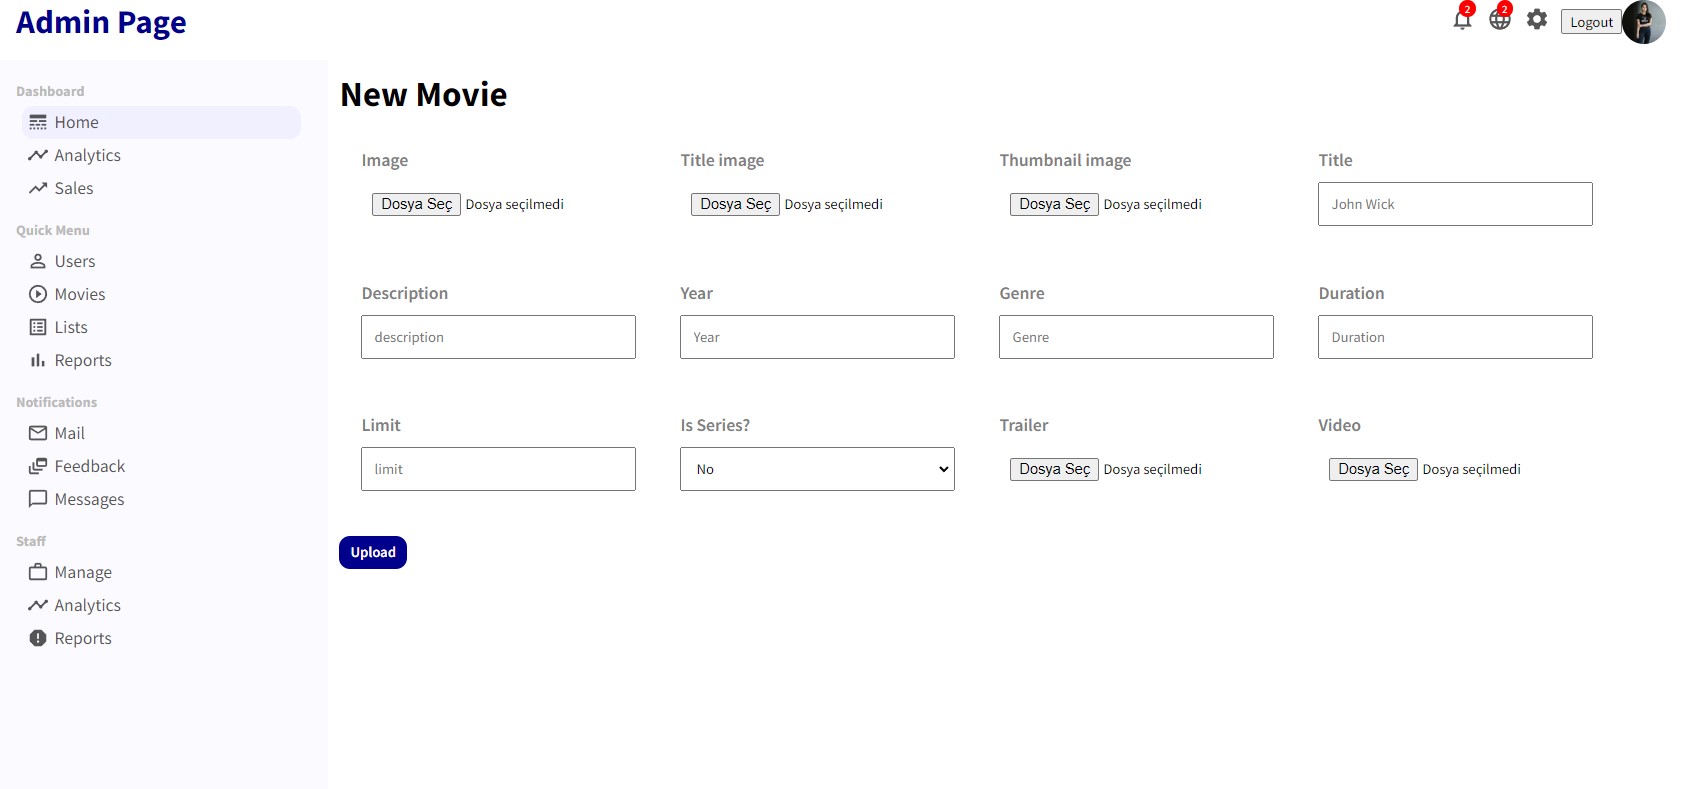 Admin Page
2
2
Logout
Dashboard
Home
Analytics
Sales
Quick Menu
Users
Movies
Lists
Reports
Notifications
Mail
Feedback
Messages
Staff
Manage
Analytics
Reports
New Movie
Image
Title image
Thumbnail image
Title
Dosya Seç Dosya seçilmedi
Dosya Seç Dosya seçilmedi
Dosya Seç Dosya seçilmedi
John Wick
Description
Year
Genre
Duration
description
Year
Genre
Duration
Limit
Is Series?
Trailer
Video
limit
No
Dosya Seç Dosya seçilmedi
Dosya Seç Dosya seçilmedi
Upload